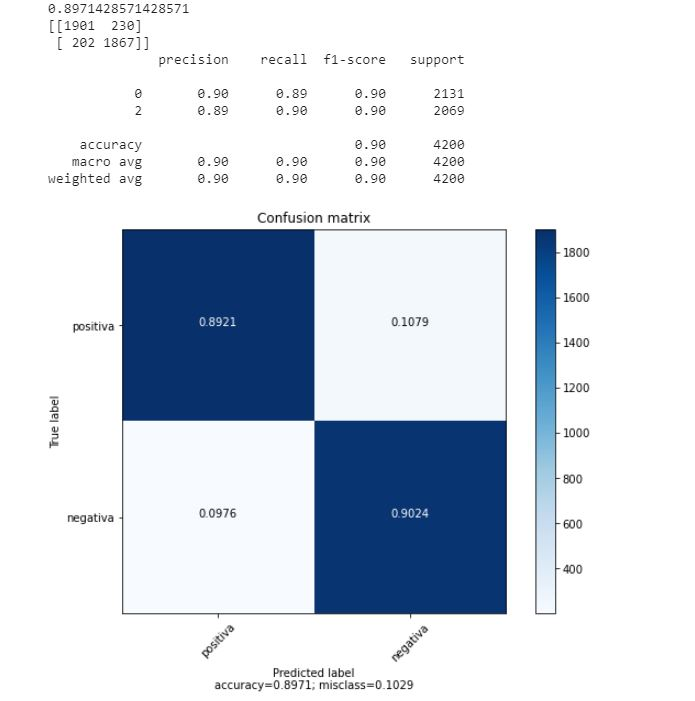 0.8971428571428571
[[1901 230]
[ 202 1867]]
precision recall f1-score support
0 0.90 0.89 0.90 2131
2 0.89 0.90 0.90 2069
accuracy 0.90 4200
macro avg 0.90 0.90 0.90 4200
weighted avg 0.90 0.90 0.90 4200
Confusion matrix
1800
1600
1400
1200
1000
800
600
400
True label
positiva
0.8921 0.1079
negativa
0.0976 0.9024
positiva negativa
Predicted label
accuracy=0.8971; misclass=0.1029